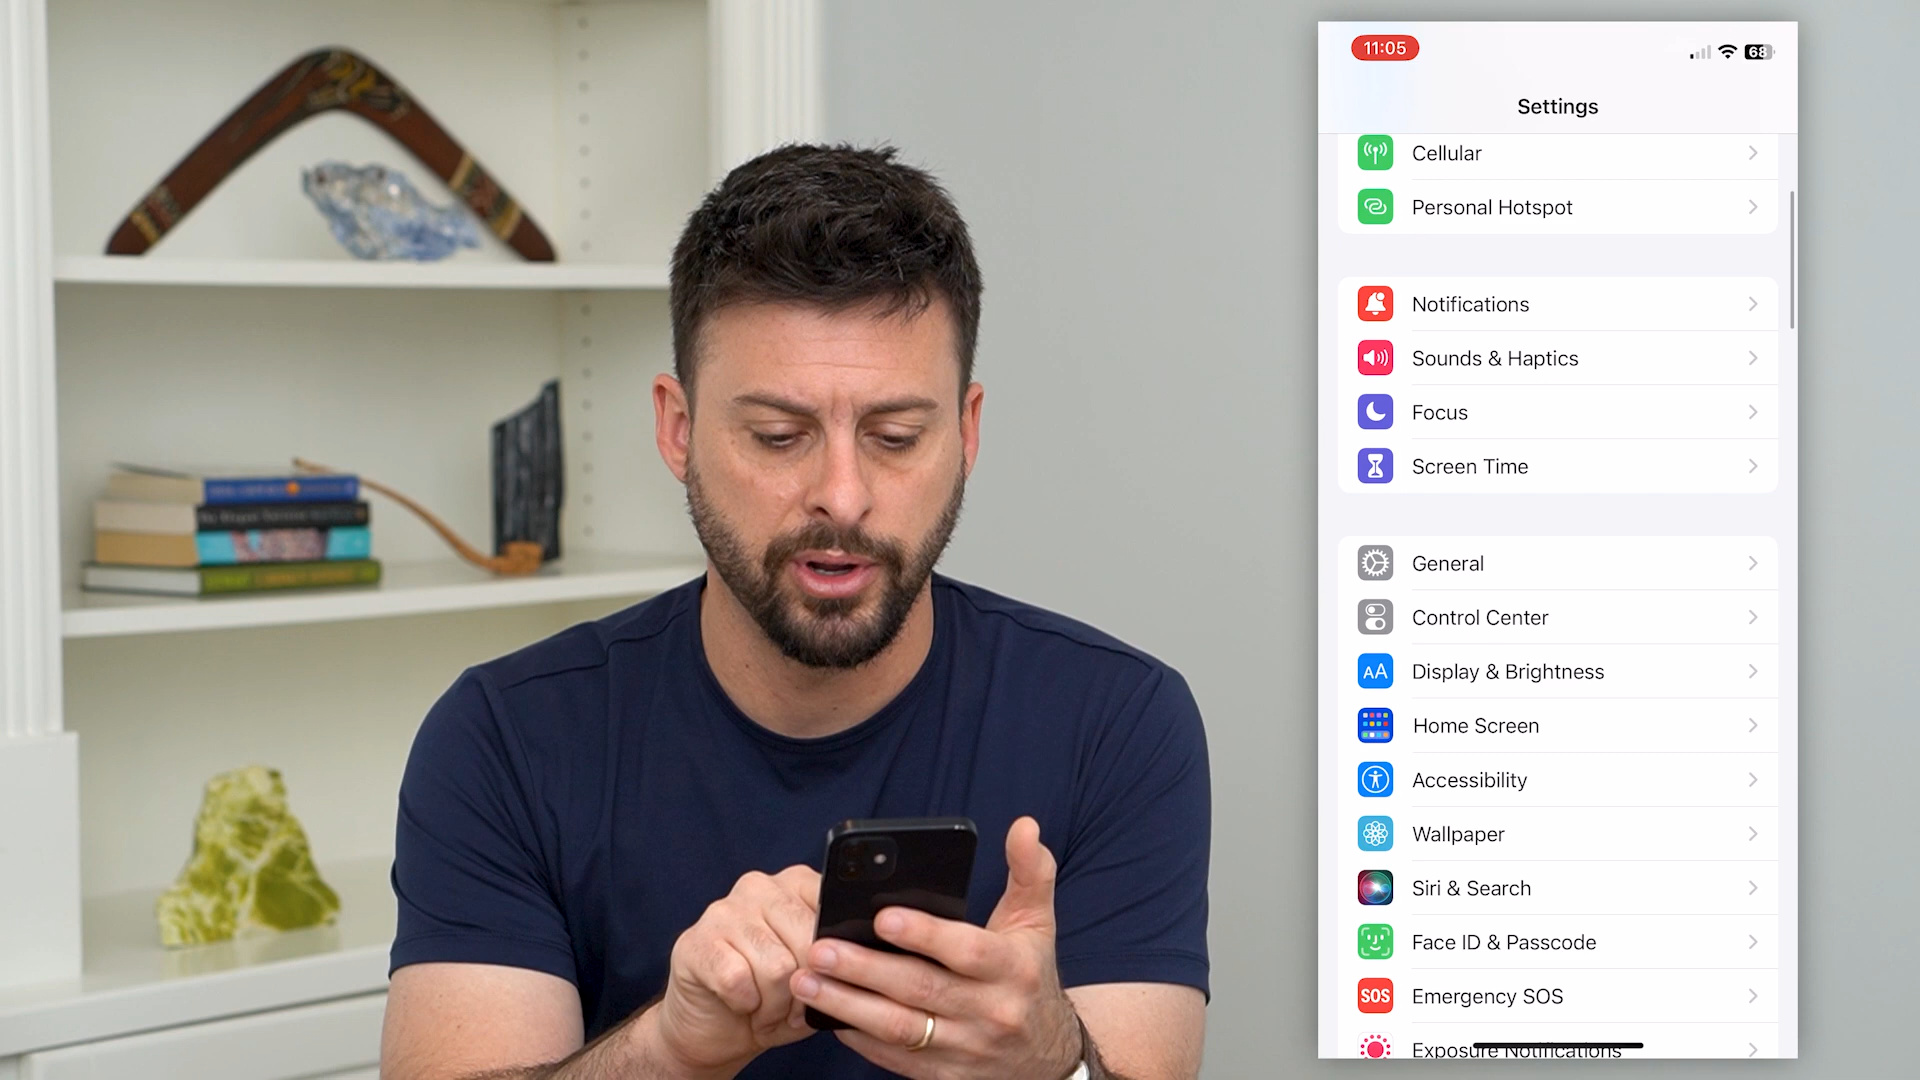 11:05
68
Settings
Cellular
Personal Hotspot
Notifications
Sounds & Haptics
Focus
Screen Time
General
Control Center
AA
Display & Brightness
Home Screen
Accessibility
Wallpaper
Siri & Search
Face ID & Passcode
SOS
Emergency SOS
Exposure Notifications